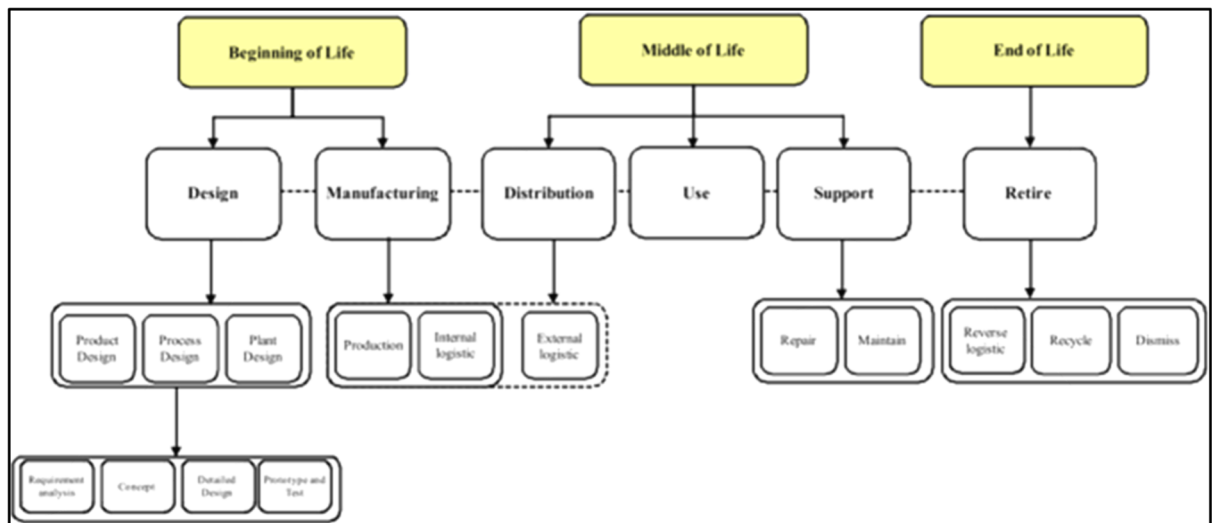 Beginning of Life
Middle of Life
End of Life
Design
Manufacturing
Distribution
Use
Support
Retire
Product
Design
Process
Design
Plant
Design
Production
Internal
logistic
External
logistic
Repair
Maintain
Reverse
logistic
Recycle
Dismiss
Requirement
analysis
Concept
Detailed
Design
Prototype and
Test